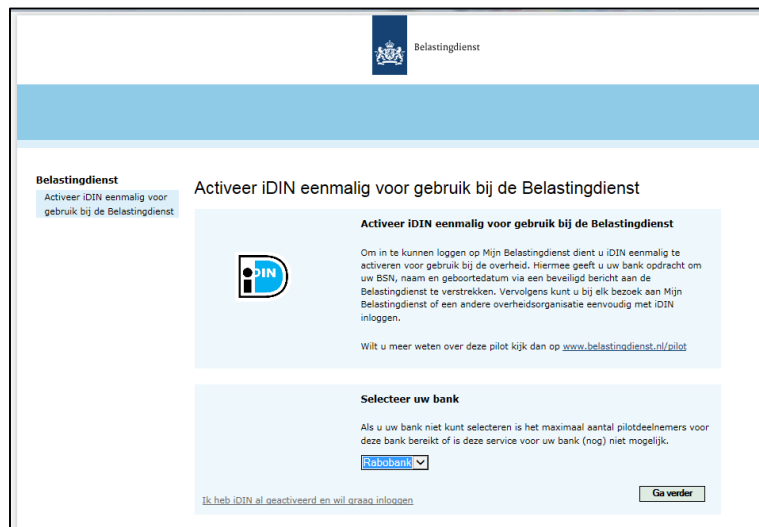 Belastingdienst
Belastingdienst
Activeer iDIN eenmalig voor
gebruik bij de Belastingdienst
Activeer iDIN eenmalig voor gebruik bij de Belastingdienst
Activeer iDIN eenmalig voor gebruik bij de Belastingdienst
iDIN
Om in te kunnen loggen op Mijn Belastingdienst dient u iDIN eenmalig te
activeren voor gebruik bij de overheid. Hiermee geeft u uw bank opdracht om
uw BSN, naam en geboortedatum via een beveiligd bericht aan de
Belastingdienst te verstrekken. Vervolgens kunt u bij elk bezoek aan Mijn
Belastingdienst of een andere overheidsorganisatie eenvoudig met iDIN
inloggen.
Wilt u meer weten over deze pilot kijk dan op www.belastingdienst.nl/pilot
Selecteer uw bank
Als u uw bank niet kunt selecteren is het maximaal aantal pilotdeelnemers voor
deze bank bereikt of is deze service voor uw bank (nog) niet mogelijk.
Rabobank
Ik heb iDIN al geactiveerd en wil graag inloggen
Ga verder